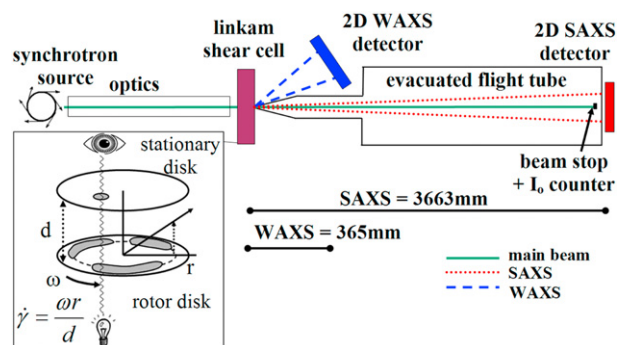 linkam
shear cell
2D WAXS
detector
2D SAXS
detector
synchrotron
source
optics
evacuated flight tube
beam stop
+ Io counter
stationary
disk
d
r
ω
rotor disk
γ̇ = ωr/d
SAXS = 3663mm
WAXS = 365mm
main beam
SAXS
WAXS